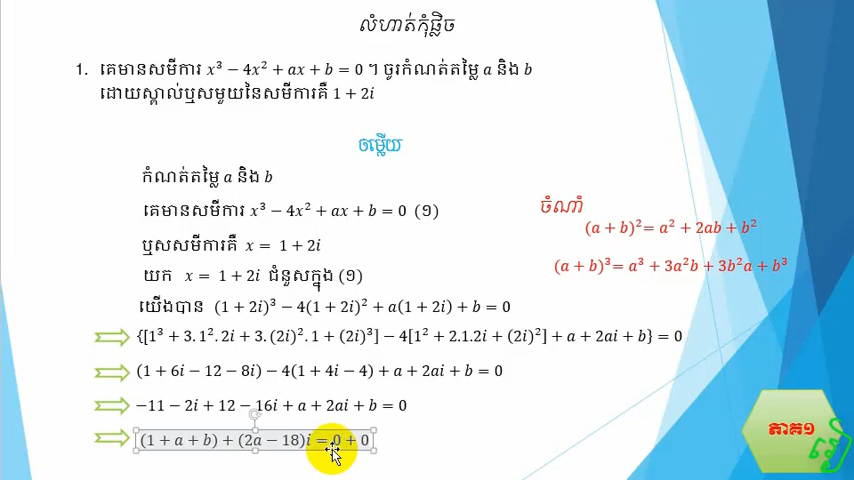 លំហាត់កុំផ្លិច
1. គេមានសមីការ x³ − 4x² + ax + b = 0 ។ ចូរកំណត់តម្លៃ a និង b
ដោយស្គាល់ឬសមួយនៃសមីការគឺ 1 + 2i
ចម្លើយ
កំណត់តម្លៃ a និង b
គេមានសមីការ x³ − 4x² + ax + b = 0 (១)
ចំណាំ
(a + b)²= a² + 2ab + b²
ឬសសមីការគឺ x = 1 + 2i
(a + b)³= a³ + 3a²b + 3b²a + b³
យក x = 1 + 2i ជំនួសក្នុង (១)
យើងបាន (1 + 2i)³ − 4(1 + 2i)² + a(1 + 2i) + b = 0
{[1³ + 3.1².2i + 3.(2i)².1 + (2i)³] − 4[1² + 2.1.2i + (2i)²] + a + 2ai + b} = 0
(1 + 6i − 12 − 8i) − 4(1 + 4i − 4) + a + 2ai + b = 0
−11 − 2i + 12 − 16i + a + 2ai + b = 0
(1 + a + b) + (2a − 18)i = 0 + 0
ភាគ១